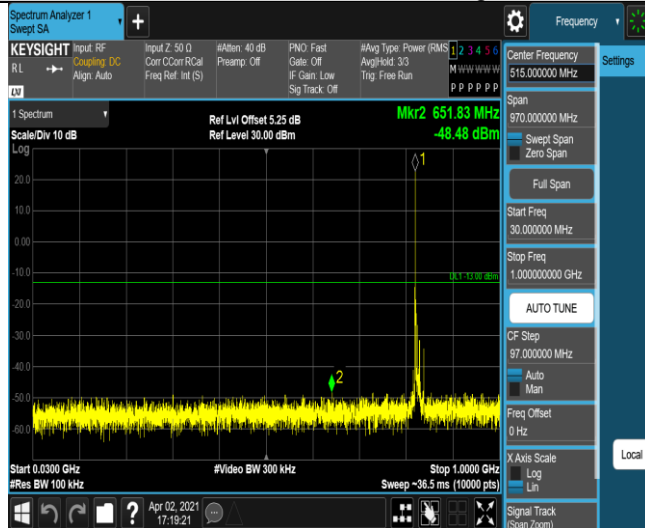 Spectrum Analyzer 1
Swept SA
+
Frequency
KEYSIGHT
RL
LXI
Input: RF
Coupling: DC
Align: Auto
Input Z: 50 Ω
Corr CCorr RCal
Freq Ref: Int (S)
#Atten: 40 dB
Preamp: Off
PNO: Fast
Gate: Off
IF Gain: Low
Sig Track: Off
#Avg Type: Power (RMS
Avg|Hold: 3/3
Trig: Free Run
1 2 3 4 5 6
M W W W W W
P P P P P P
1 Spectrum
Scale/Div 10 dB
Ref Lvl Offset 5.25 dB
Ref Level 30.00 dBm
Mkr2 651.83 MHz
-48.48 dBm
Log
20.0
10.0
0.00
-10.0
-20.0
-30.0
-40.0
-50.0
-60.0
1
DL1 -13.00 dBm
2
Start 0.0300 GHz
#Res BW 100 kHz
#Video BW 300 kHz
Stop 1.0000 GHz
Sweep ~36.5 ms (10000 pts)
Center Frequency
515.000000 MHz
Span
970.000000 MHz
Swept Span
Zero Span
Full Span
Start Freq
30.000000 MHz
Stop Freq
1.000000000 GHz
AUTO TUNE
CF Step
97.000000 MHz
Auto
Man
Freq Offset
0 Hz
X Axis Scale
Log
Lin
Signal Track
(Span Zoom)
Settings
Local
?
Apr 02, 2021
17:19:21